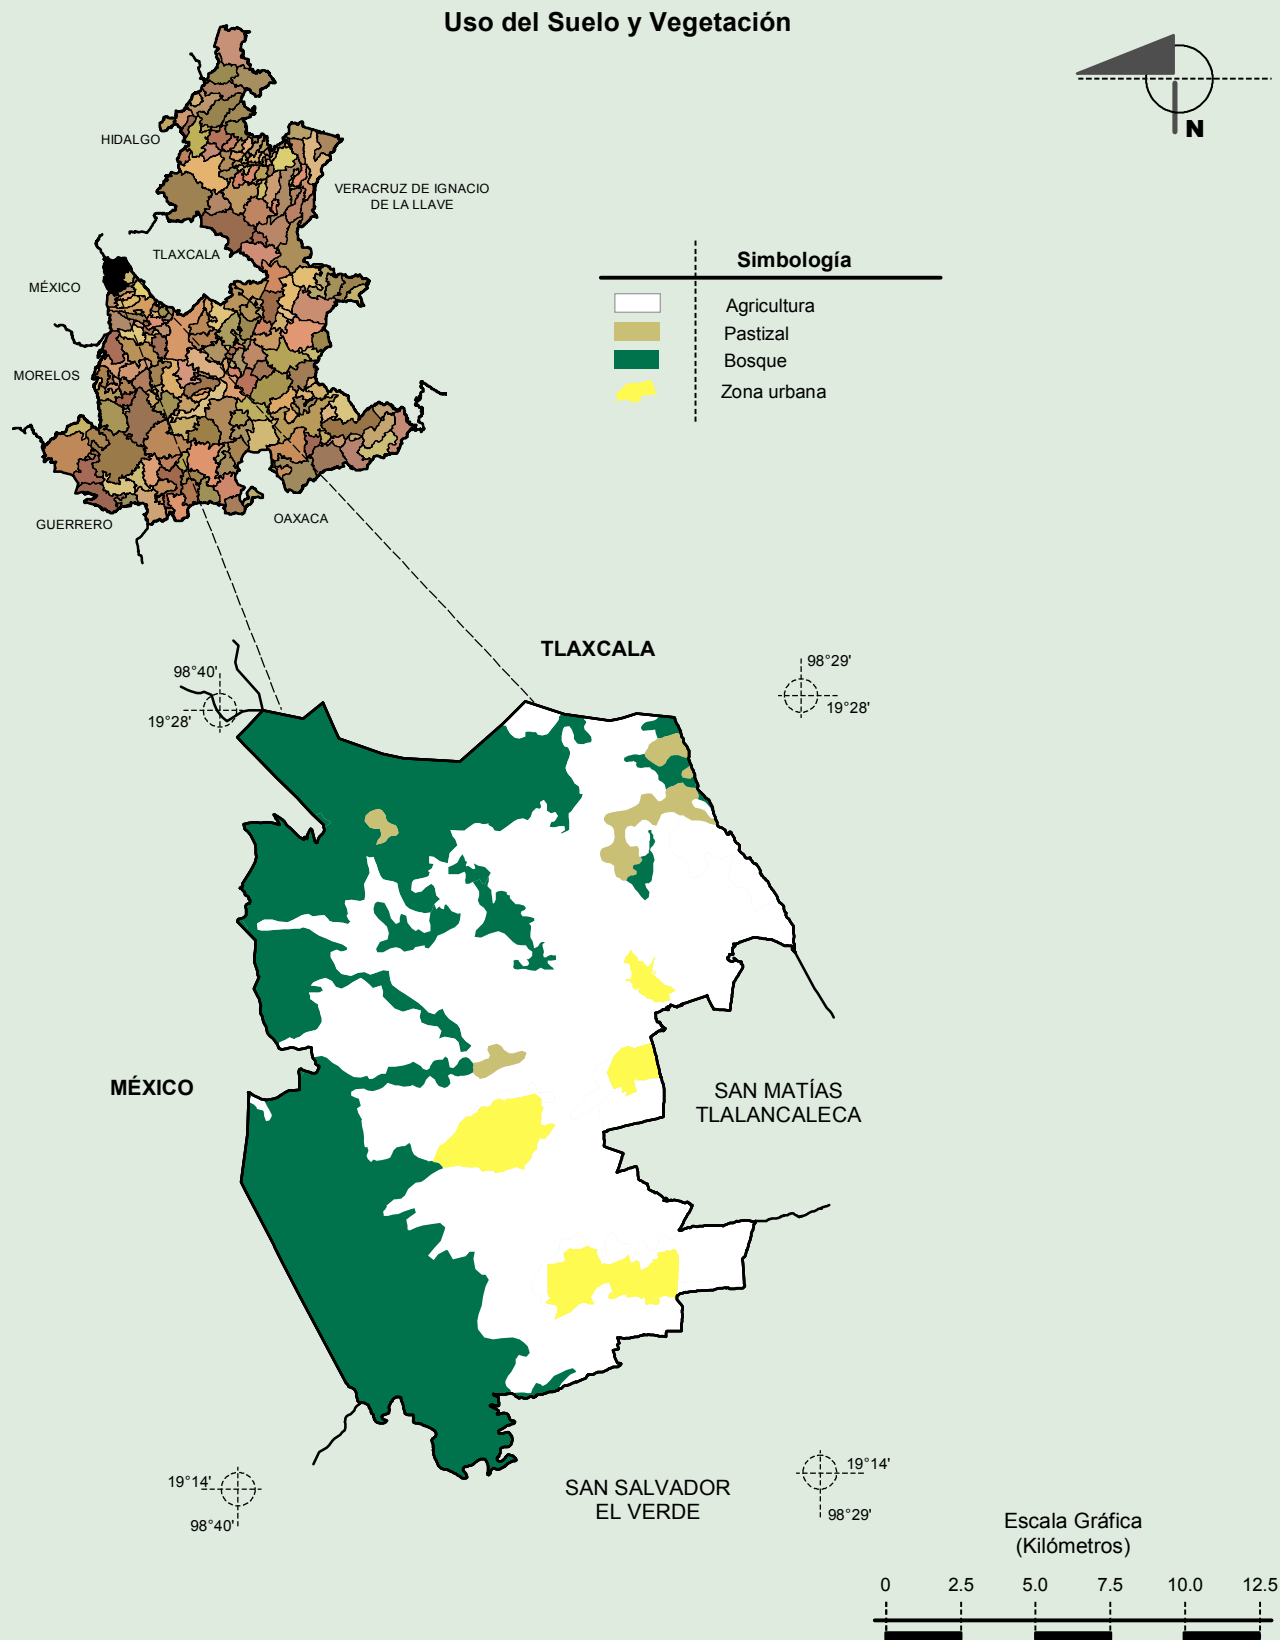 Uso del Suelo y Vegetación
N
HIDALGO
VERACRUZ DE IGNACIO
DE LA LLAVE
TLAXCALA
MÉXICO
MORELOS
GUERRERO
OAXACA
Simbología
Agricultura
Pastizal
Bosque
Zona urbana
TLAXCALA
98°40'
19°28'
98°29'
19°28'
MÉXICO
SAN MATÍAS
TLALANCALECA
19°14'
98°40'
SAN SALVADOR
EL VERDE
19°14'
98°29'
Escala Gráfica
(Kilómetros)
0 2.5 5.0 7.5 10.0 12.5